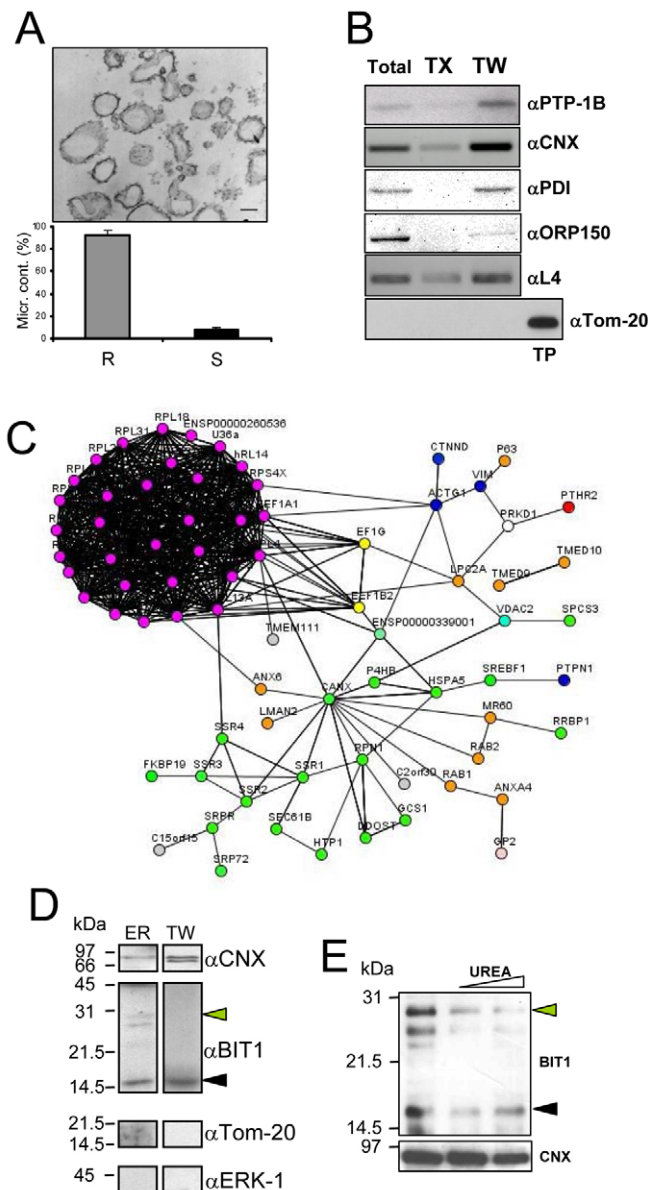 A
Micr. cont. (%)
100
80
60
40
20
0
R S
B
Total TX TW
αPTP-1B
αCNX
αPDI
αORP150
αL4
αTom-20
TP
C
RPL18
ENSP00000260536
RPL31
U36a
hRL14
RPS4X
EF1A1
CTNND
P63
VIM
ACTG1
PRKD1
PTHR2
EF1G
LPC2A
TMED10
TMED9
EEF1B2
VDAC2
SPCS3
ENSP00000339001
TMEM111
ANX6
P4HB
HSPA5
SREBF1
PTPN1
CANX
LMAN2
MR60
RRBP1
SSR4
RPN1
RAB2
FKBP19
SSR3
SSR1
C2orf30
RAB1
ANXA4
SSR2
GCS1
SRPR
SEC61B
DDOST
C15orf15
HTP1
GP2
SRP72
D
kDa
ER TW
97
66
αCNX
45
31
21.5
14.5
αBIT1
21.5
14.5
αTom-20
45
αERK-1
E
kDa
UREA
31
21.5
14.5
BIT1
97
CNX